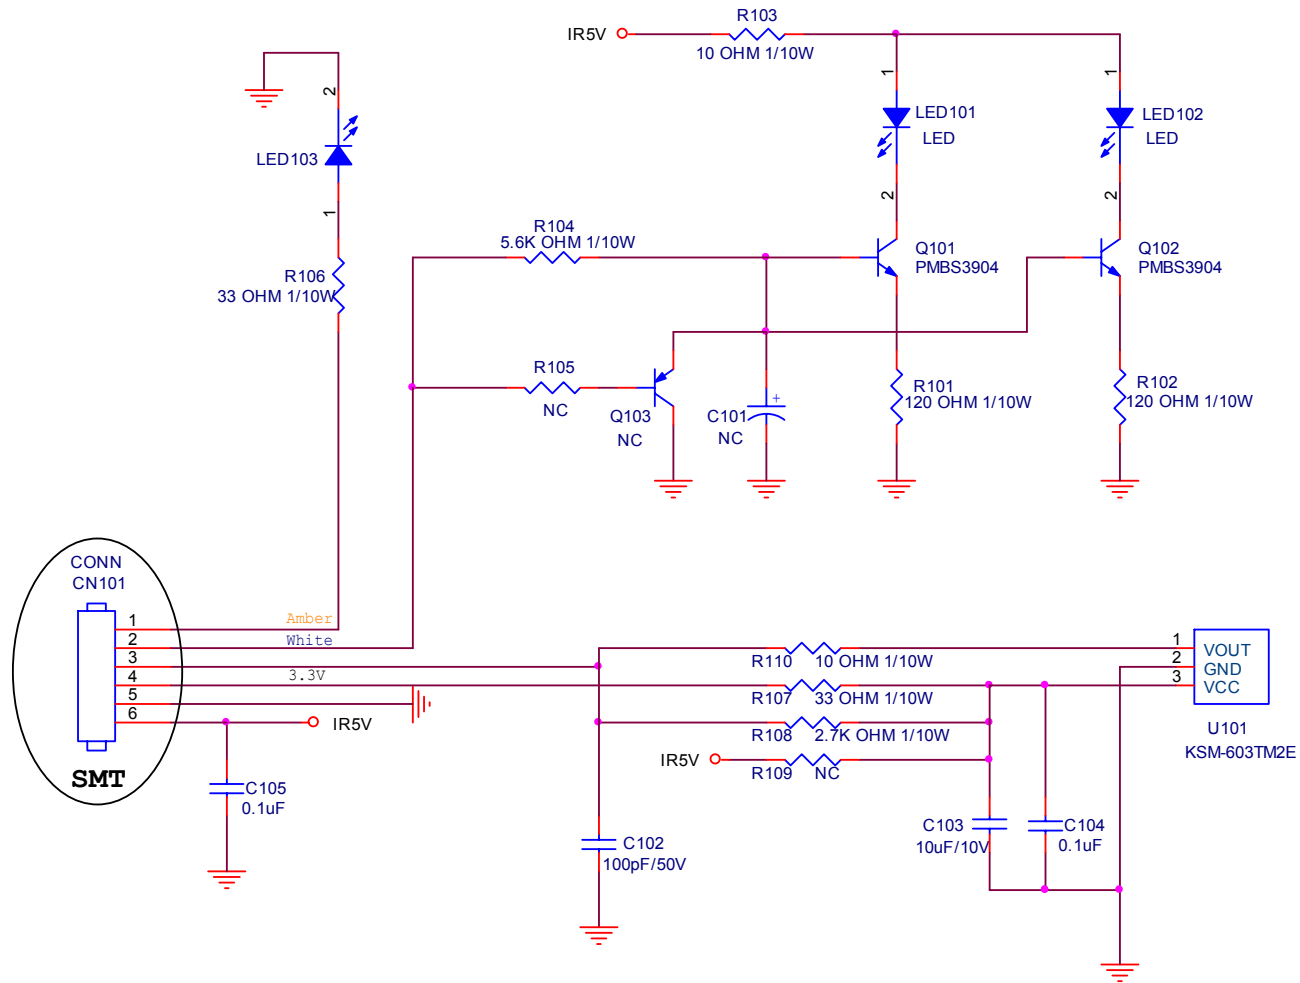 R103
IR5V
10 OHM 1/10W
2
LED103
1
1
LED101
LED
2
1
LED102
LED
2
R104
5.6K OHM 1/10W
Q101
PMBS3904
Q102
PMBS3904
R106
33 OHM 1/10W
R105
NC
Q103
NC
C101
NC
+
R101
120 OHM 1/10W
R102
120 OHM 1/10W
CONN
CN101
1
2
3
4
5
6
SMT
Amber
White
3.3V
IR5V
C105
0.1uF
R110
10 OHM 1/10W
R107
33 OHM 1/10W
R108
2.7K OHM 1/10W
IR5V
R109
NC
1
2
3
VOUT
GND
VCC
U101
KSM-603TM2E
C102
100pF/50V
C103
10uF/10V
C104
0.1uF